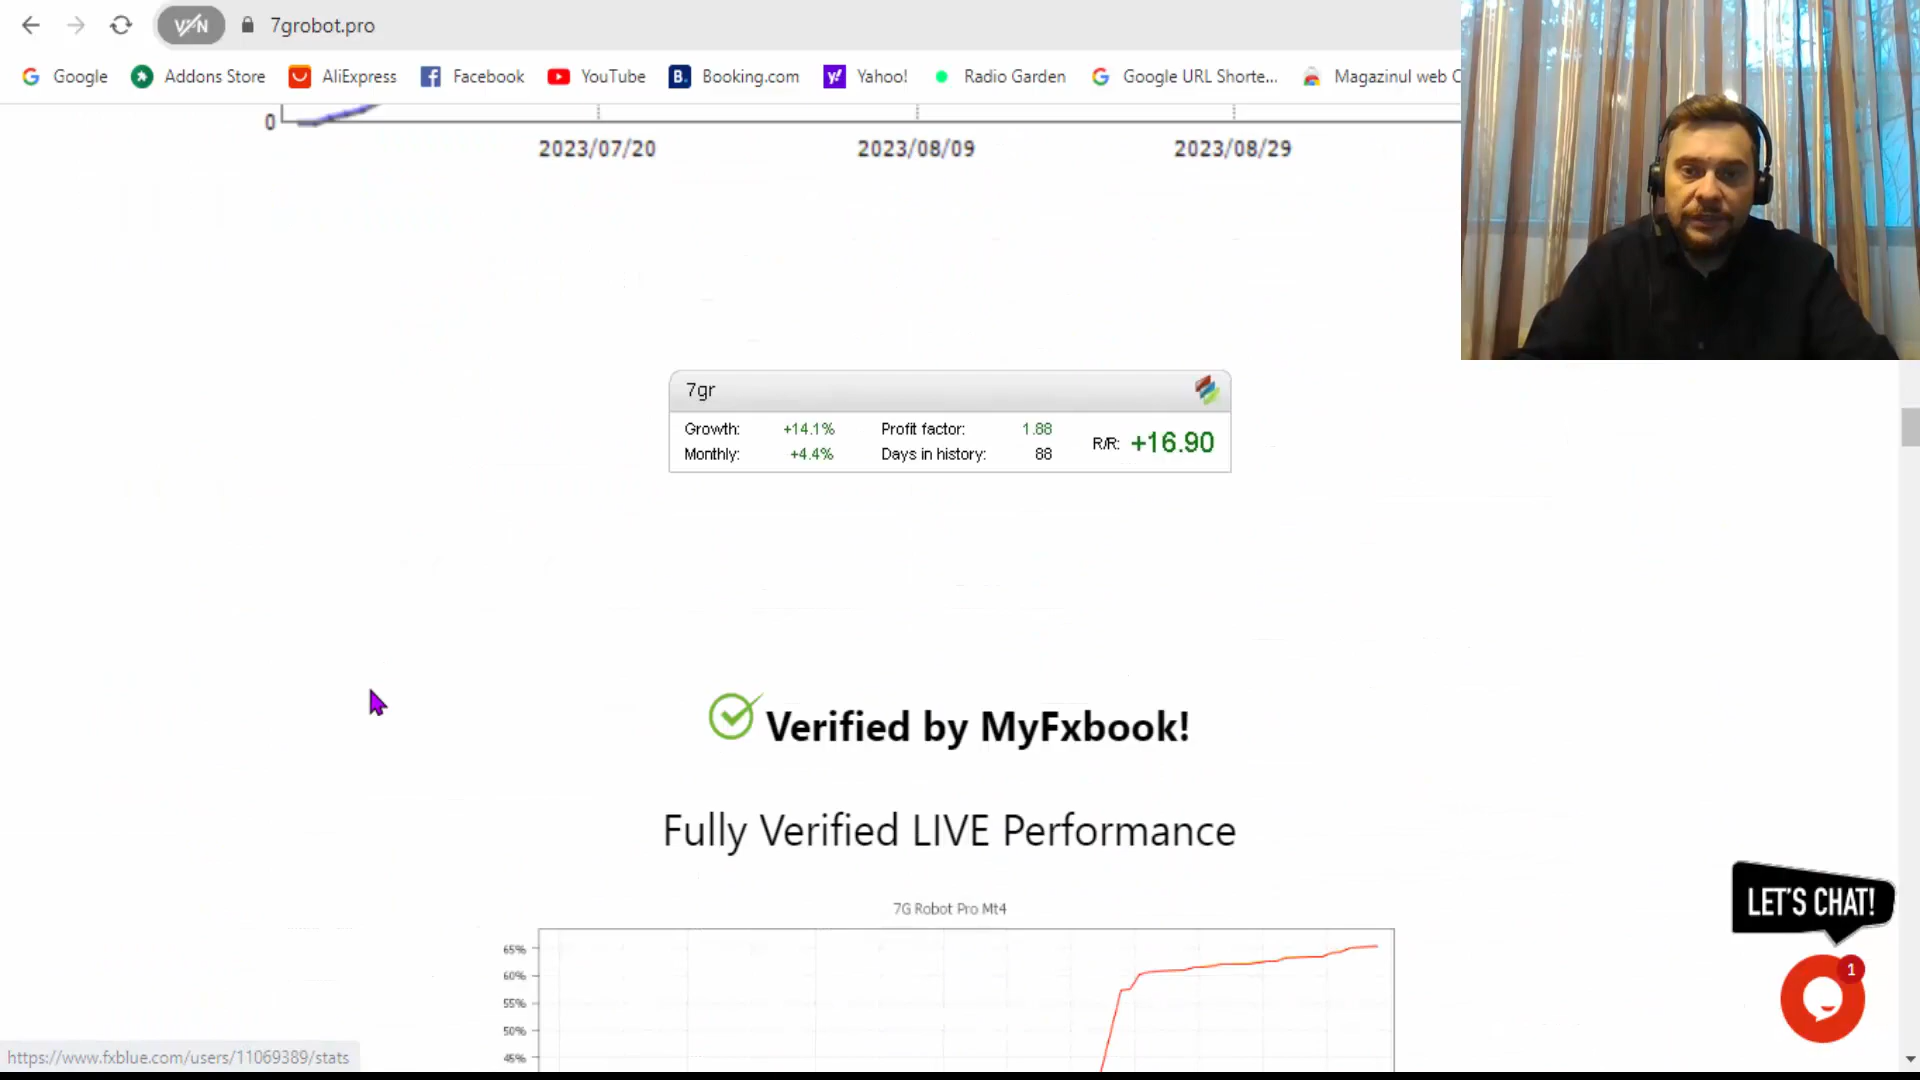 VPN
7grobot.pro
Google
Addons Store
AliExpress
Facebook
B.
Booking.com
y!
Yahoo!
YouTube
Radio Garden
Google URL Shorte...
Magazinul web C
0
2023/07/20
2023/08/09
2023/08/29
7gr
Growth: +14.1% Profit factor: 1.88
R/R: +16.90
Monthly: +4.4% Days in history: 88
Verified by MyFxbook!
Fully Verified LIVE Performance
7G Robot Pro Mt4
65%
60%
55%
50%
45%
LET'S CHAT!
1
https://www.fxblue.com/users/11069389/stats